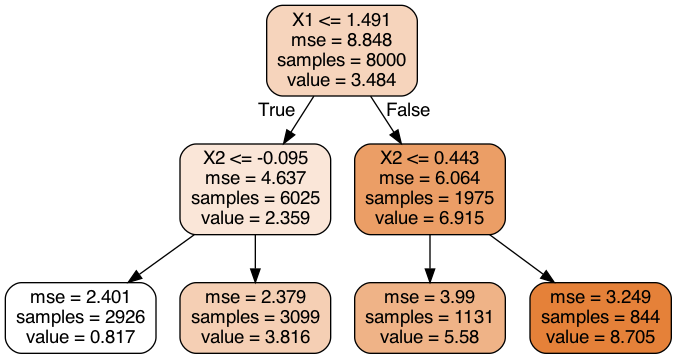 X1 <= 1.491
mse = 8.848
samples = 8000
value = 3.484
True
False
X2 <= -0.095
mse = 4.637
samples = 6025
value = 2.359
X2 <= 0.443
mse = 6.064
samples = 1975
value = 6.915
mse = 2.401
samples = 2926
value = 0.817
mse = 2.379
samples = 3099
value = 3.816
mse = 3.99
samples = 1131
value = 5.58
mse = 3.249
samples = 844
value = 8.705